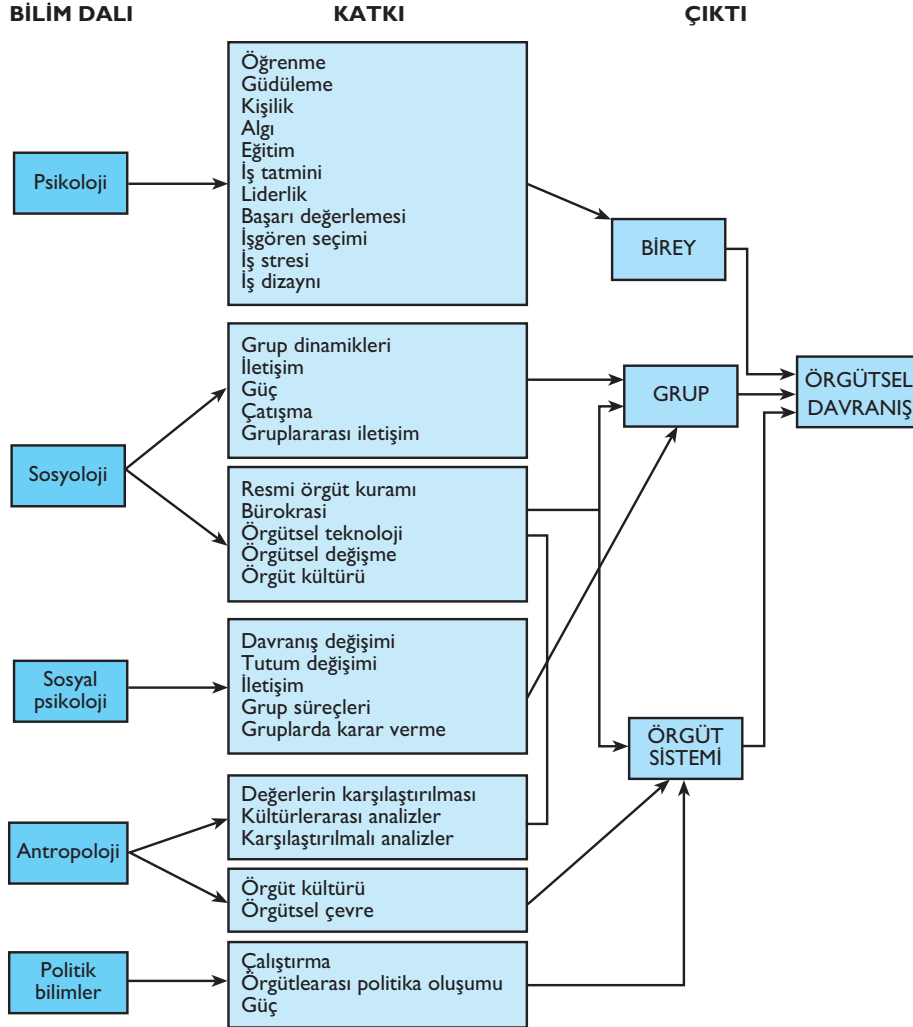 BİLİM DALI
KATKI
ÇIKTI
Psikoloji
Öğrenme
Güdüleme
Kişilik
Algı
Eğitim
İş tatmini
Liderlik
Başarı değerlemesi
İşgören seçimi
İş stresi
İş dizaynı
BİREY
Sosyoloji
Grup dinamikleri
İletişim
Güç
Çatışma
Gruplararası iletişim
GRUP
ÖRGÜTSEL
DAVRANIŞ
Resmi örgüt kuramı
Bürokrasi
Örgütsel teknoloji
Örgütsel değişme
Örgüt kültürü
Sosyal
psikoloji
Davranış değişimi
Tutum değişimi
İletişim
Grup süreçleri
Gruplarda karar verme
ÖRGÜT
SİSTEMİ
Antropoloji
Değerlerin karşılaştırılması
Kültürlerarası analizler
Karşılaştırılmalı analizler
Örgüt kültürü
Örgütsel çevre
Politik
bilimler
Çalıştırma
Örgütlearası politika oluşumu
Güç